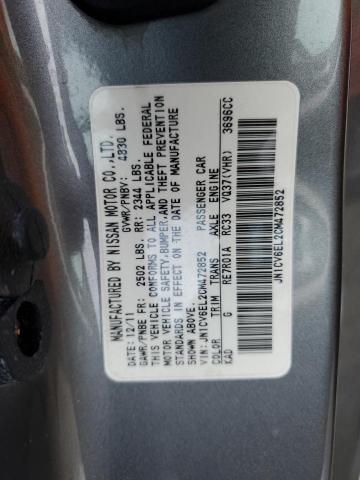 MANUFACTURED BY NISSAN MOTOR CO.,LTD.
DATE: 12/11 GVWR/PNBV: 4830 LBS.
GAWR/PNBE FR: 2502 LBS. RR: 2344 LBS.
THIS VEHICLE CONFORMS TO ALL APPLICABLE FEDERAL
MOTOR VEHICLE SAFETY,BUMPER,AND THEFT PREVENTION
STANDARDS IN EFFECT ON THE DATE OF MANUFACTURE
SHOWN ABOVE.
VIN: JN1CV6EL2CM472852 PASSENGER CAR
COLOR TRIM TRANS AXLE ENGINE
KAD G RE7R01A RC33 VQ37(VHR) 3696CC
JN1CV6EL2CM472852